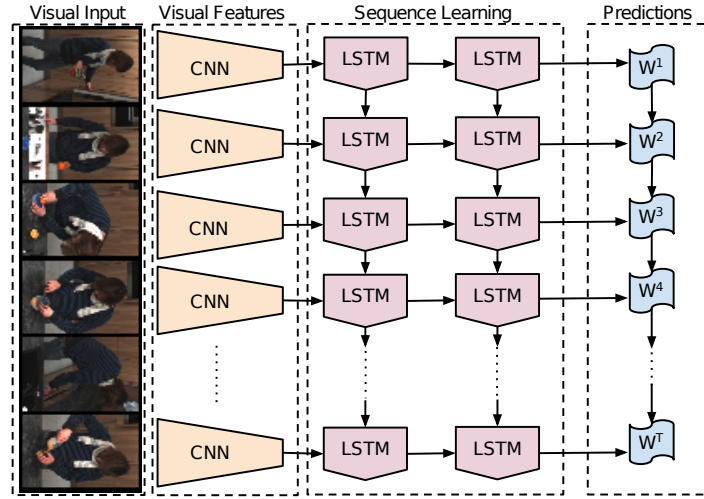 Visual Input Visual Features Sequence Learning Predictions
CNN LSTM LSTM W¹
CNN LSTM LSTM W²
CNN LSTM LSTM W³
CNN LSTM LSTM W⁴
CNN LSTM LSTM Wᵀ